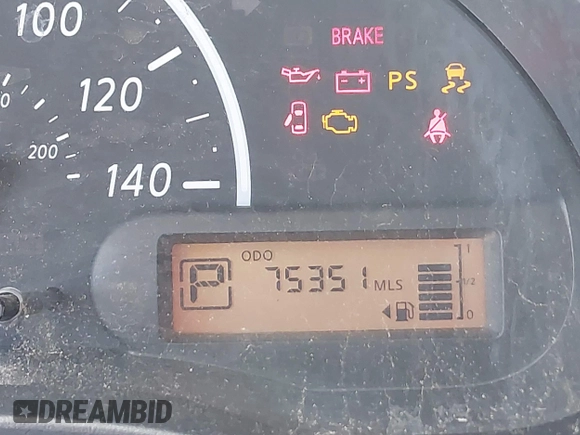 100
BRAKE
120
PS
200
140
ODO
P
75351 MLS
1
1/2
0
DREAMBID